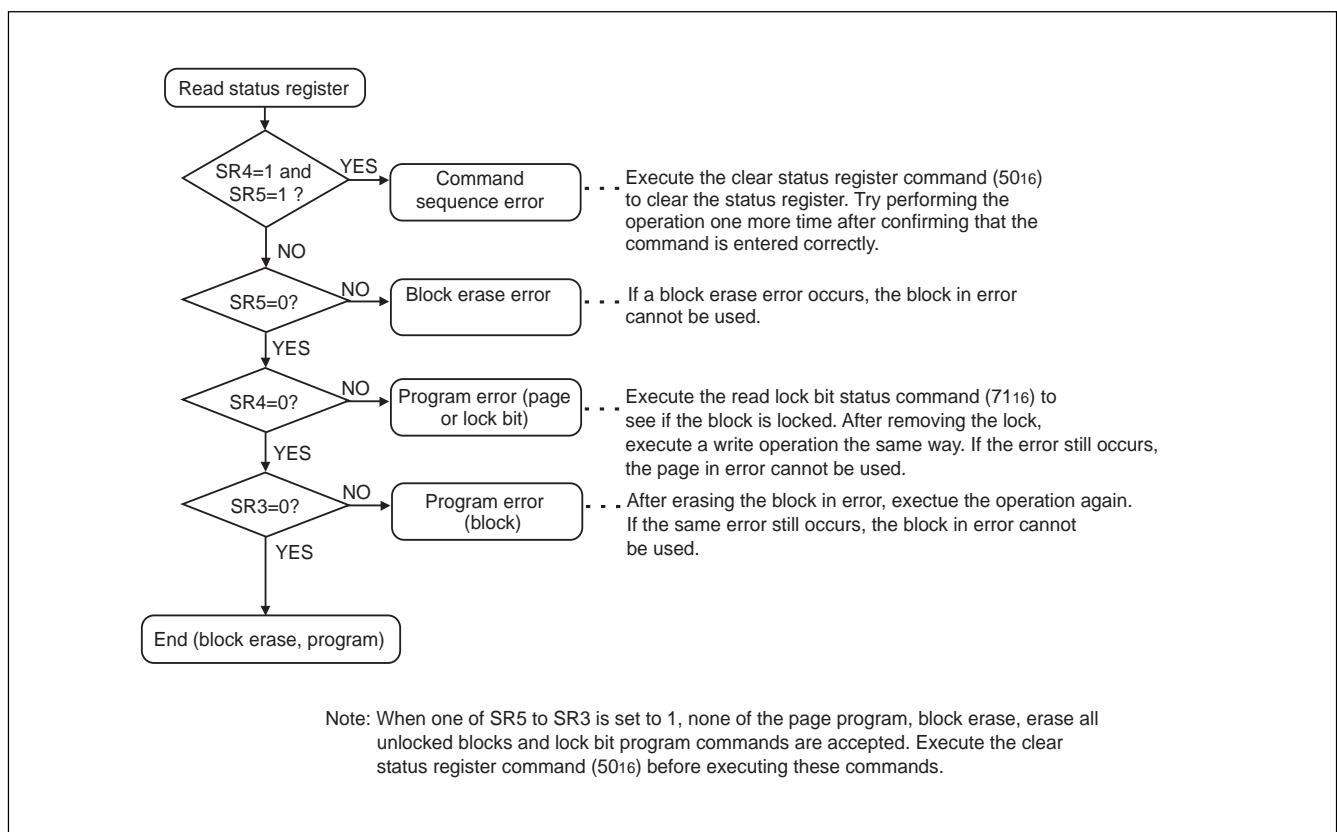 Read status register
SR4=1 and
SR5=1 ?
YES
Command
sequence error
Execute the clear status register command (5016)
to clear the status register. Try performing the
operation one more time after confirming that the
command is entered correctly.
NO
SR5=0?
NO
Block erase error
If a block erase error occurs, the block in error
cannot be used.
YES
SR4=0?
NO
Program error (page
or lock bit)
Execute the read lock bit status command (7116) to
see if the block is locked. After removing the lock,
execute a write operation the same way. If the error still occurs,
the page in error cannot be used.
YES
SR3=0?
NO
Program error
(block)
After erasing the block in error, exectue the operation again.
If the same error still occurs, the block in error cannot
be used.
YES
End (block erase, program)
Note: When one of SR5 to SR3 is set to 1, none of the page program, block erase, erase all
unlocked blocks and lock bit program commands are accepted. Execute the clear
status register command (5016) before executing these commands.